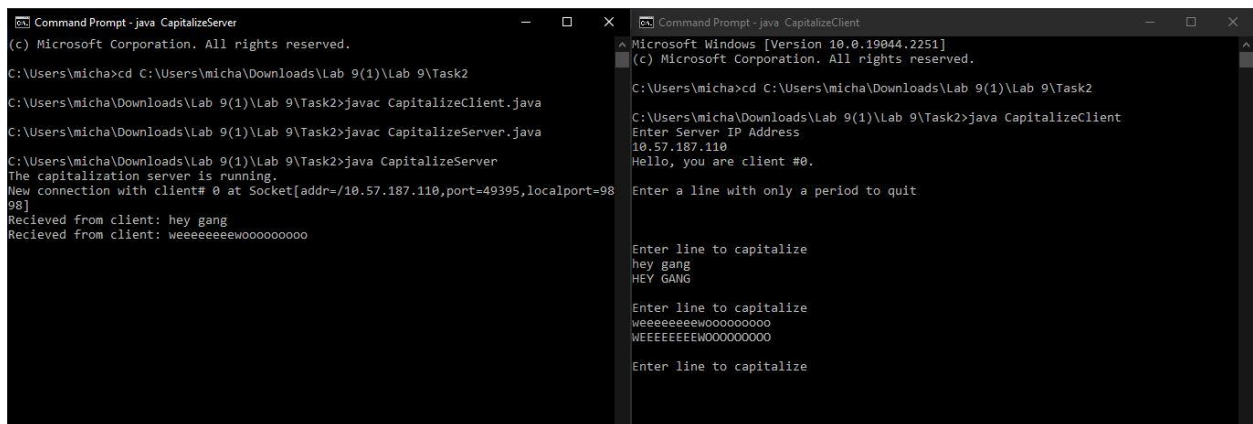 Command Prompt - java CapitalizeServer
(c) Microsoft Corporation. All rights reserved.
C:\Users\micha>cd C:\Users\micha\Downloads\Lab 9(1)\Lab 9\Task2
C:\Users\micha\Downloads\Lab 9(1)\Lab 9\Task2>javac CapitalizeClient.java
C:\Users\micha\Downloads\Lab 9(1)\Lab 9\Task2>javac CapitalizeServer.java
C:\Users\micha\Downloads\Lab 9(1)\Lab 9\Task2>java CapitalizeServer
The capitalization server is running.
New connection with client# 0 at Socket[addr=/10.57.187.110,port=49395,localport=98
98]
Recieved from client: hey gang
Recieved from client: weeeeeeeewooooooooo
Command Prompt - java CapitalizeClient
Microsoft Windows [Version 10.0.19044.2251]
(c) Microsoft Corporation. All rights reserved.
C:\Users\micha>cd C:\Users\micha\Downloads\Lab 9(1)\Lab 9\Task2
C:\Users\micha\Downloads\Lab 9(1)\Lab 9\Task2>java CapitalizeClient
Enter Server IP Address
10.57.187.110
Hello, you are client #0.
Enter a line with only a period to quit
Enter line to capitalize
hey gang
HEY GANG
Enter line to capitalize
weeeeeeeewooooooooo
WEEEEEEEEWOOOOOOOOO
Enter line to capitalize